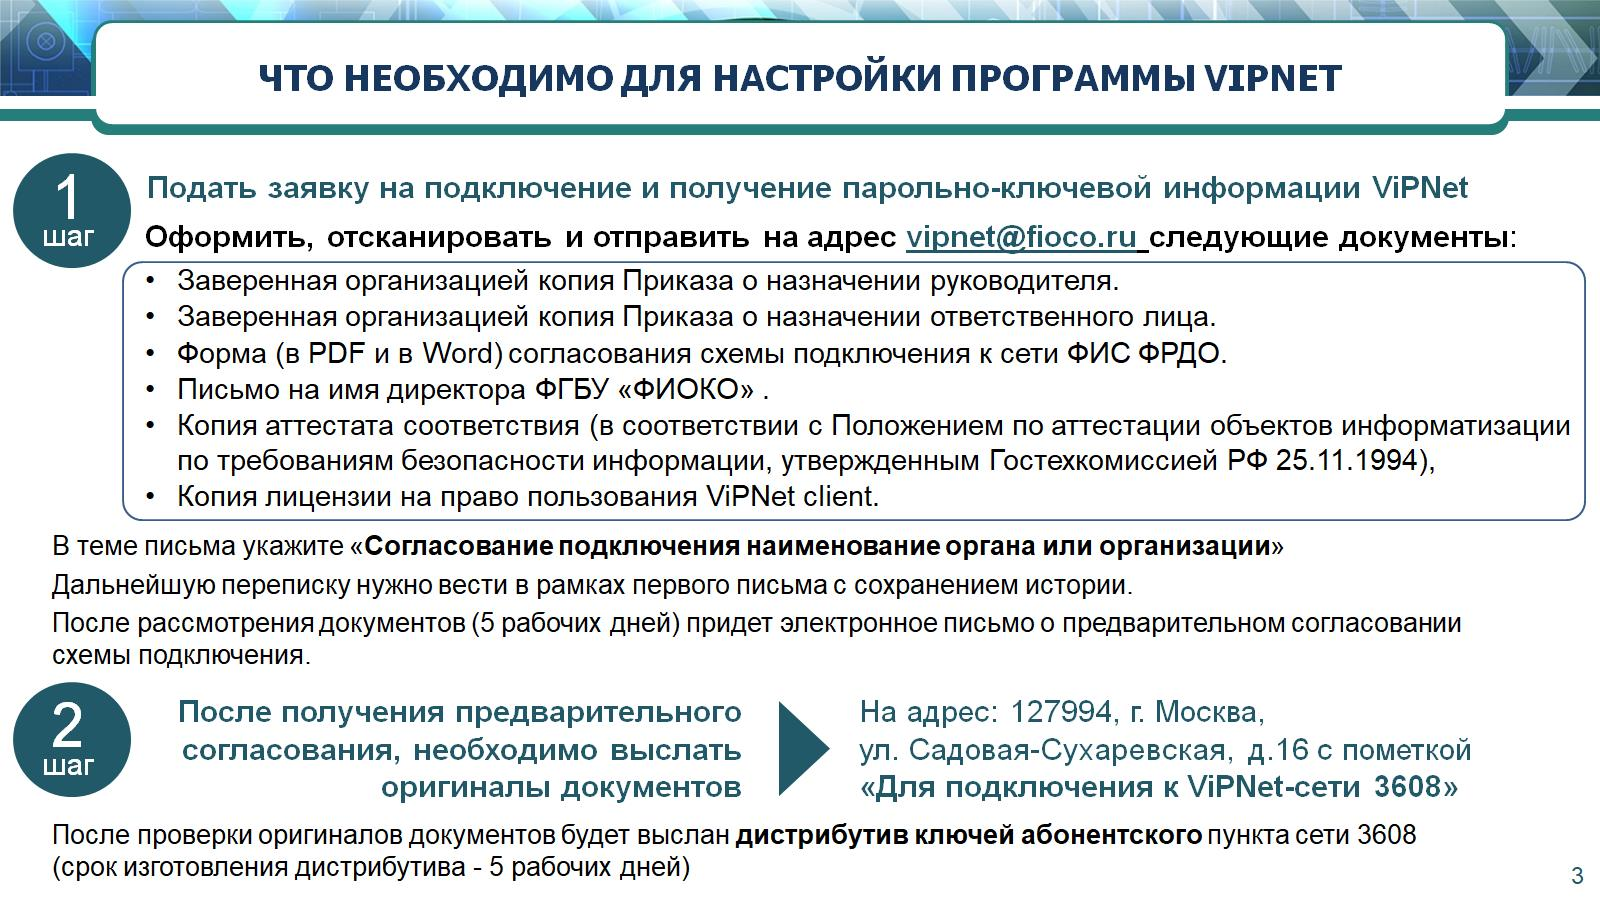 ЧТО НЕОБХОДИМО ДЛЯ НАСТРОЙКИ ПРОГРАММЫ VIPNET
1
шаг
Подать заявку на подключение и получение парольно-ключевой информации ViPNet
Оформить, отсканировать и отправить на адрес vipnet@fioco.ru следующие документы:
• Заверенная организацией копия Приказа о назначении руководителя.
• Заверенная организацией копия Приказа о назначении ответственного лица.
• Форма (в PDF и в Word) согласования схемы подключения к сети ФИС ФРДО.
• Письмо на имя директора ФГБУ «ФИОКО» .
• Копия аттестата соответствия (в соответствии с Положением по аттестации объектов информатизации
по требованиям безопасности информации, утвержденным Гостехкомиссией РФ 25.11.1994),
• Копия лицензии на право пользования ViPNet client.
В теме письма укажите «Согласование подключения наименование органа или организации»
Дальнейшую переписку нужно вести в рамках первого письма с сохранением истории.
После рассмотрения документов (5 рабочих дней) придет электронное письмо о предварительном согласовании
схемы подключения.
2
шаг
После получения предварительного
согласования, необходимо выслать
оригиналы документов
На адрес: 127994, г. Москва,
ул. Садовая-Сухаревская, д.16 с пометкой
«Для подключения к ViPNet-сети 3608»
После проверки оригиналов документов будет выслан дистрибутив ключей абонентского пункта сети 3608
(срок изготовления дистрибутива - 5 рабочих дней)
3